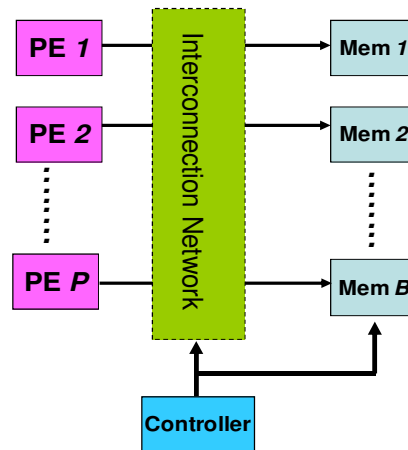 PE 1
Mem 1
PE 2
Mem 2
Interconnection Network
PE P
Mem B
Controller